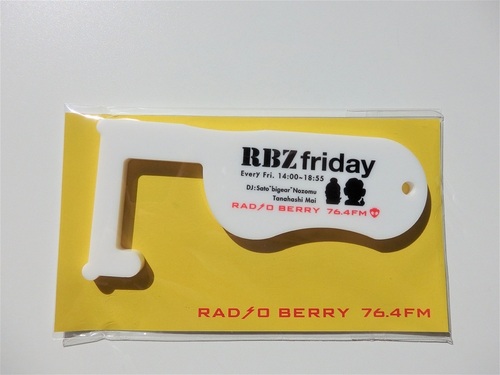 RBZ friday
Every Fri. 14:00~18:55
DJ:Sato"bigear"Nozomu
Tanahashi Mai
RADIO BERRY 76.4FM
RADIO BERRY 76.4FM